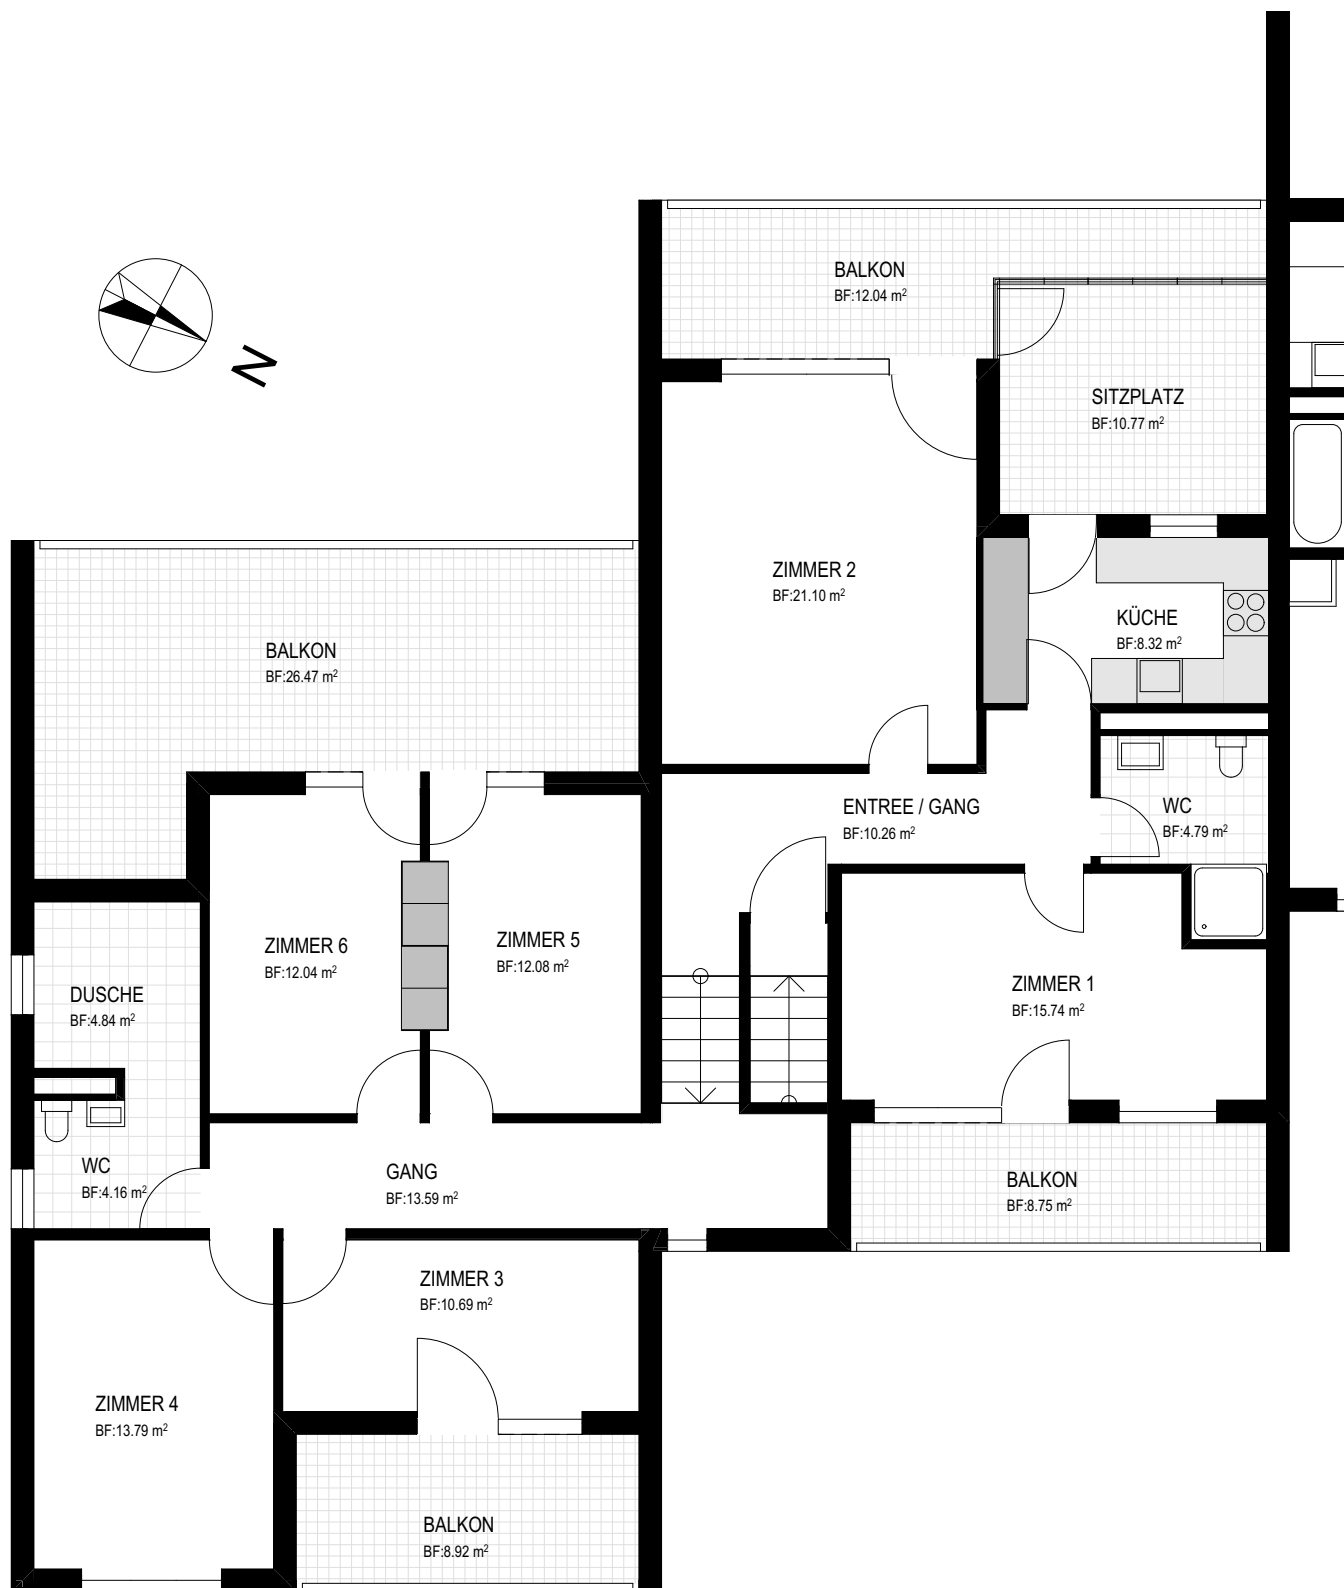 BALKON
BF:12.04 m²
N
SITZPLATZ
BF:10.77 m²
ZIMMER 2
BF:21.10 m²
KÜCHE
BF:8.32 m²
BALKON
BF:26.47 m²
ENTREE / GANG
BF:10.26 m²
WC
BF:4.79 m²
ZIMMER 6
BF:12.04 m²
ZIMMER 5
BF:12.08 m²
DUSCHE
BF:4.84 m²
ZIMMER 1
BF:15.74 m²
WC
BF:4.16 m²
GANG
BF:13.59 m²
BALKON
BF:8.75 m²
ZIMMER 3
BF:10.69 m²
ZIMMER 4
BF:13.79 m²
BALKON
BF:8.92 m²